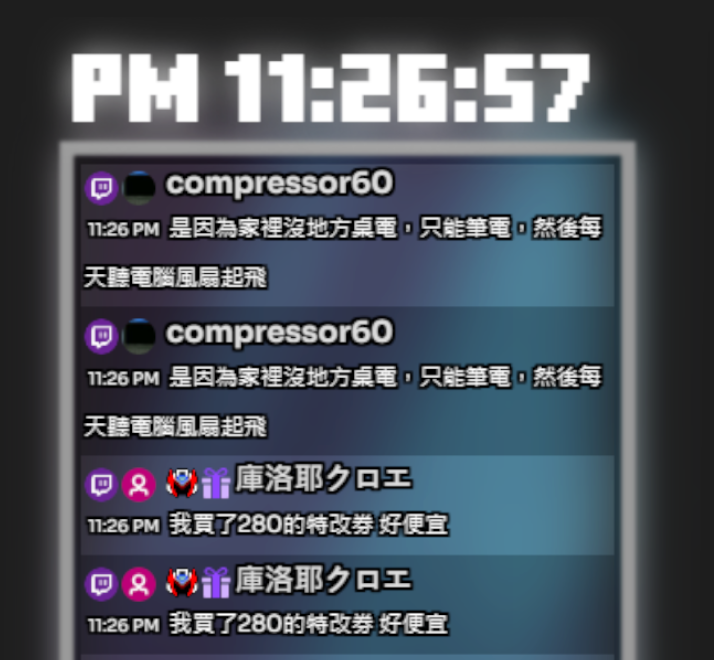 PM 11:26:57
compressor60
11:26 PM 是因為家裡沒地方桌電，只能筆電，然後每
天聽電腦風扇起飛
compressor60
11:26 PM 是因為家裡沒地方桌電，只能筆電，然後每
天聽電腦風扇起飛
庫洛耶クロエ
11:26 PM 我買了280的特改券 好便宜
庫洛耶クロエ
11:26 PM 我買了280的特改券 好便宜